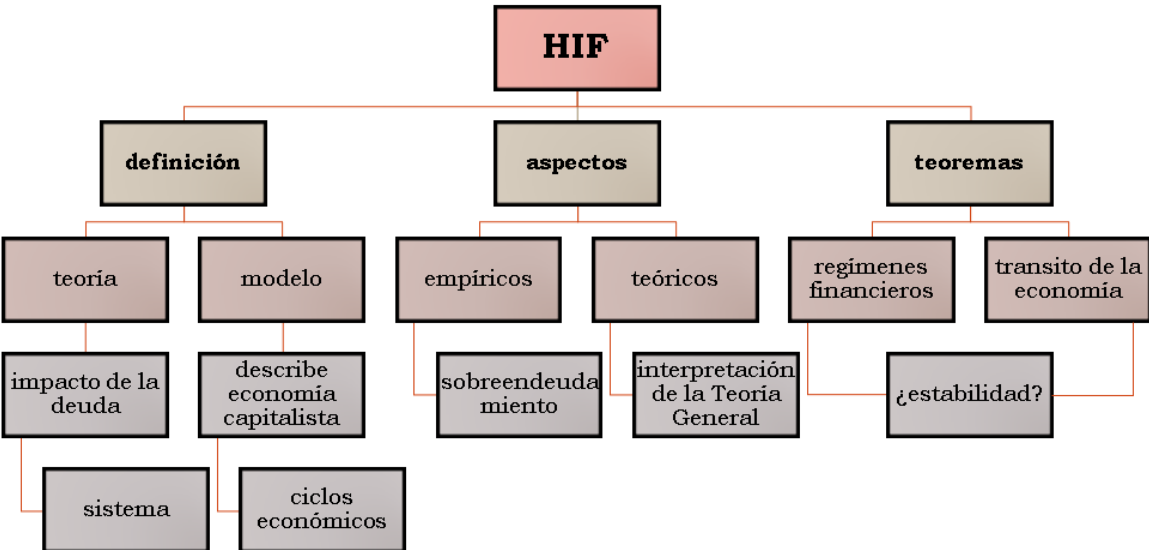 HIF
definición
aspectos
teoremas
teoría
modelo
empíricos
teóricos
regímenes
financieros
transito de la
economía
impacto de la
deuda
describe
economía
capitalista
sobreendeuda
miento
interpretación
de la Teoría
General
¿estabilidad?
sistema
ciclos
económicos